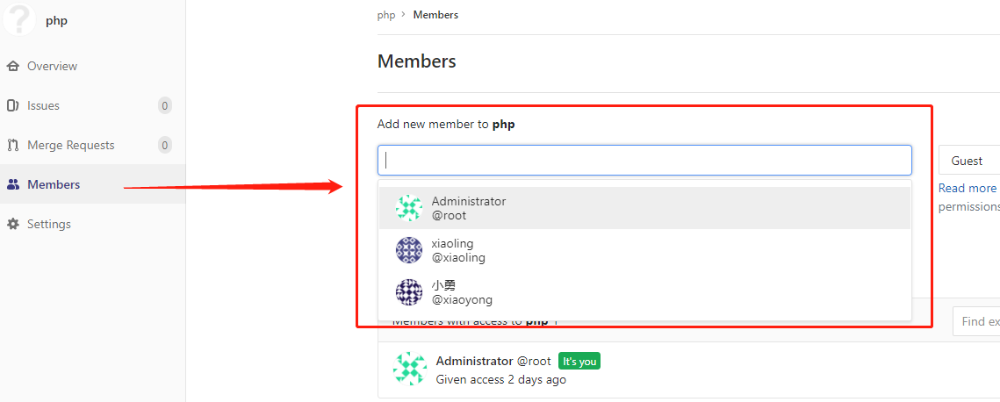 php
Overview
Issues 0
Merge Requests 0
Members
Settings
php > Members
Members
Add new member to php
Administrator
@root
xiaoling
@xiaoling
小勇
@xiaoyong
Guest
Read more
permissions
Members with access to php 1
Find ex
Administrator @root It's you
Given access 2 days ago